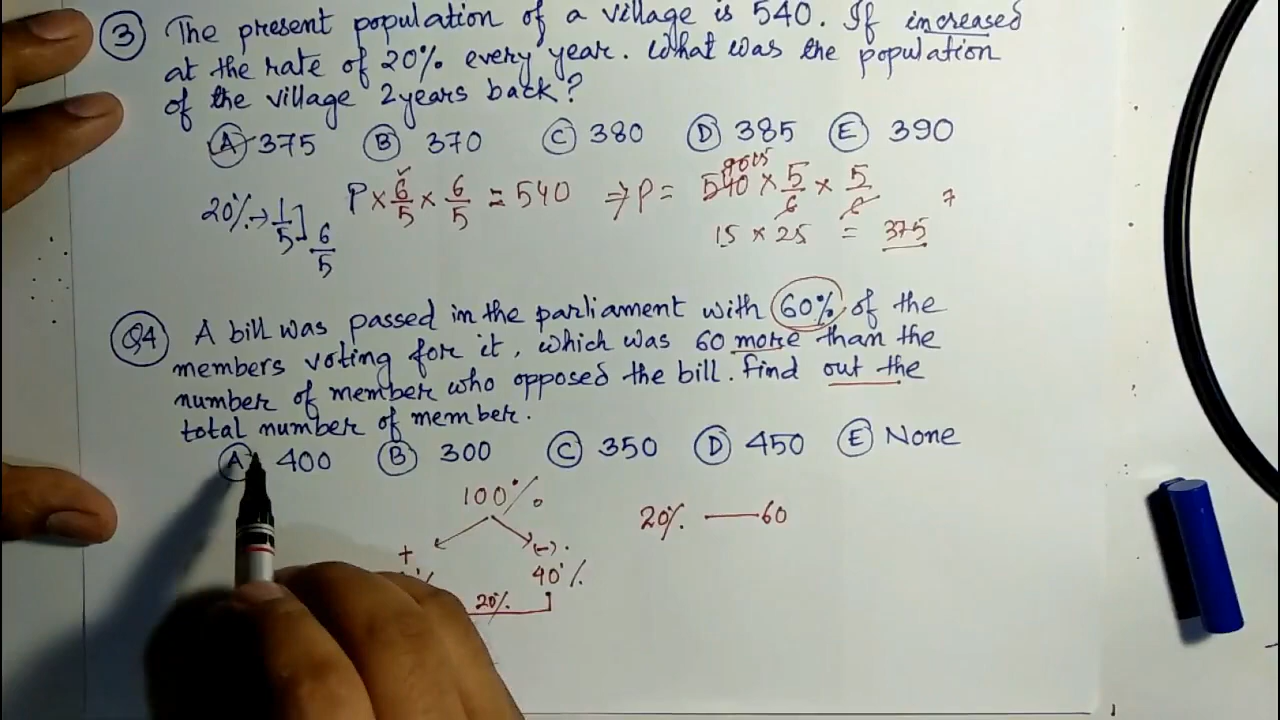 ③ The present population of a village is 540. If increased
at the rate of 20% every year. What was the population
of the village 2 years back?
Ⓐ 375 Ⓑ 370 Ⓒ 380 Ⓓ 385 Ⓔ 390
20% → 1/5 ] 6/5 P × 6/5 × 6/5 = 540 ⇒ P = 540 × 5/6 × 5/6
15 × 25 = 375
Q4 A bill was passed in the parliament with 60% of the
members voting for it, which was 60 more than the
number of member who opposed the bill. Find out the
total number of member.
Ⓐ 400 Ⓑ 300 Ⓒ 350 Ⓓ 450 Ⓔ None
100% 20% — 60
+ (-)
40%
20%